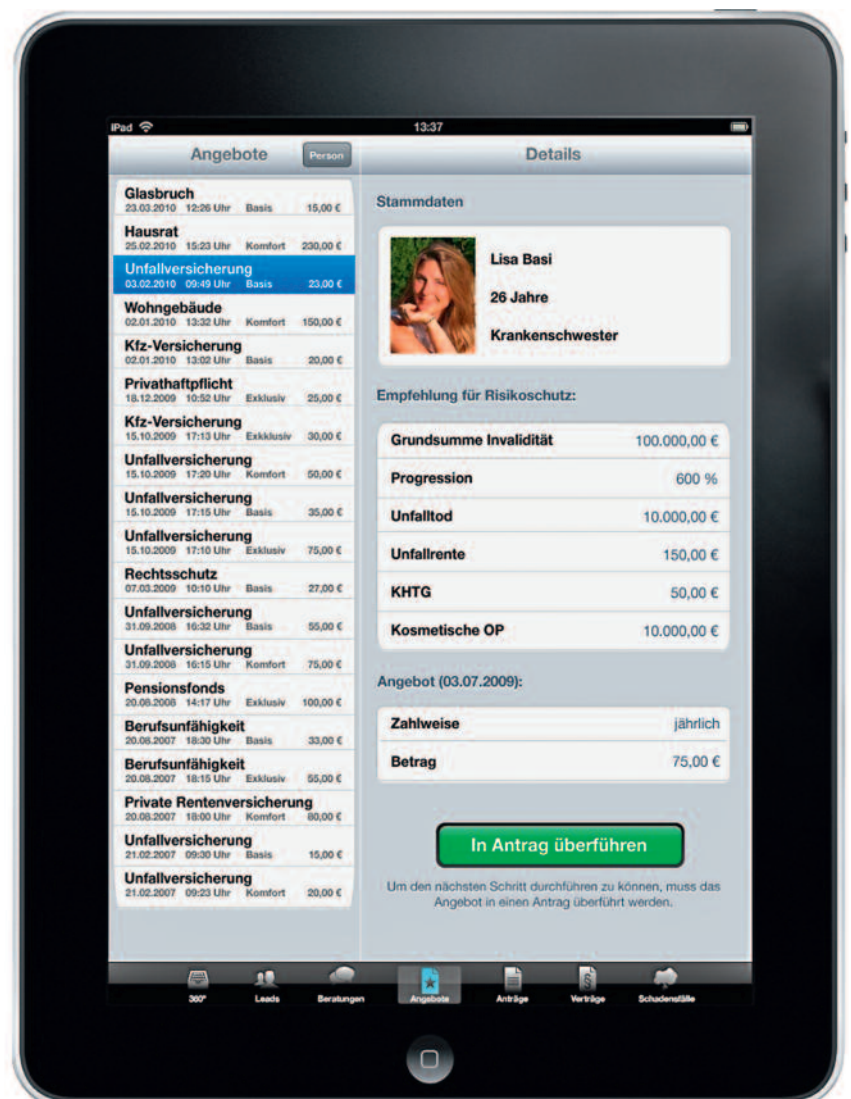 iPad 13:37
Angebote Person
Glasbruch
23.03.2010 12:26 Uhr Basis 15,00 €
Hausrat
25.02.2010 15:23 Uhr Komfort 230,00 €
Unfallversicherung
03.02.2010 09:49 Uhr Basis 23,00 €
Wohngebäude
02.01.2010 13:32 Uhr Komfort 150,00 €
Kfz-Versicherung
02.01.2010 13:02 Uhr Basis 20,00 €
Privathaftpflicht
18.12.2009 10:52 Uhr Exklusiv 25,00 €
Kfz-Versicherung
15.10.2009 17:13 Uhr Exkklusiv 30,00 €
Unfallversicherung
15.10.2009 17:20 Uhr Komfort 50,00 €
Unfallversicherung
15.10.2009 17:15 Uhr Basis 35,00 €
Unfallversicherung
15.10.2009 17:10 Uhr Exklusiv 75,00 €
Rechtsschutz
07.03.2009 10:10 Uhr Basis 27,00 €
Unfallversicherung
31.09.2008 16:32 Uhr Basis 55,00 €
Unfallversicherung
31.09.2008 16:15 Uhr Komfort 75,00 €
Pensionsfonds
20.08.2008 14:17 Uhr Exklusiv 100,00 €
Berufsunfähigkeit
20.08.2007 18:30 Uhr Basis 33,00 €
Berufsunfähigkeit
20.08.2007 18:15 Uhr Exklusiv 55,00 €
Private Rentenversicherung
20.08.2007 18:00 Uhr Komfort 80,00 €
Unfallversicherung
21.02.2007 09:30 Uhr Basis 15,00 €
Unfallversicherung
21.02.2007 09:23 Uhr Komfort 20,00 €
Details
Stammdaten
Lisa Basi
26 Jahre
Krankenschwester
Empfehlung für Risikoschutz:
Grundsumme Invalidität 100.000,00 €
Progression 600 %
Unfalltod 10.000,00 €
Unfallrente 150,00 €
KHTG 50,00 €
Kosmetische OP 10.000,00 €
Angebot (03.07.2009):
Zahlweise jährlich
Betrag 75,00 €
In Antrag überführen
Um den nächsten Schritt durchführen zu können, muss das
Angebot in einen Antrag überführt werden.
360° Leads Beratungen Angebote Anträge Verträge Schadensfälle